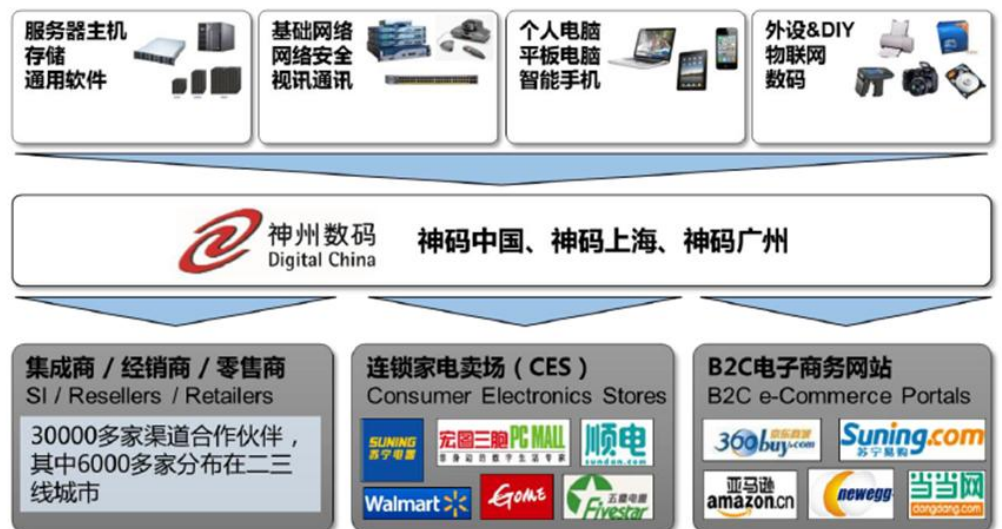 服务器主机
存储
通用软件
基础网络
网络安全
视讯通讯
个人电脑
平板电脑
智能手机
外设&DIY
物联网
数码
神州数码
Digital China
神码中国、神码上海、神码广州
集成商 / 经销商 / 零售商
SI / Resellers / Retailers
30000多家渠道合作伙伴，
其中6000多家分布在二三
线城市
连锁家电卖场（CES）
Consumer Electronics Stores
SUNING
苏宁电器
宏图三胞 PC MALL
顺电
sundan.com
Walmart
GOME
五星电器
Fivestar
B2C电子商务网站
B2C e-Commerce Portals
360buy.com
京东商城
Suning.com
苏宁易购
亚马逊
amazon.cn
newegg
当当网
dangdang.com